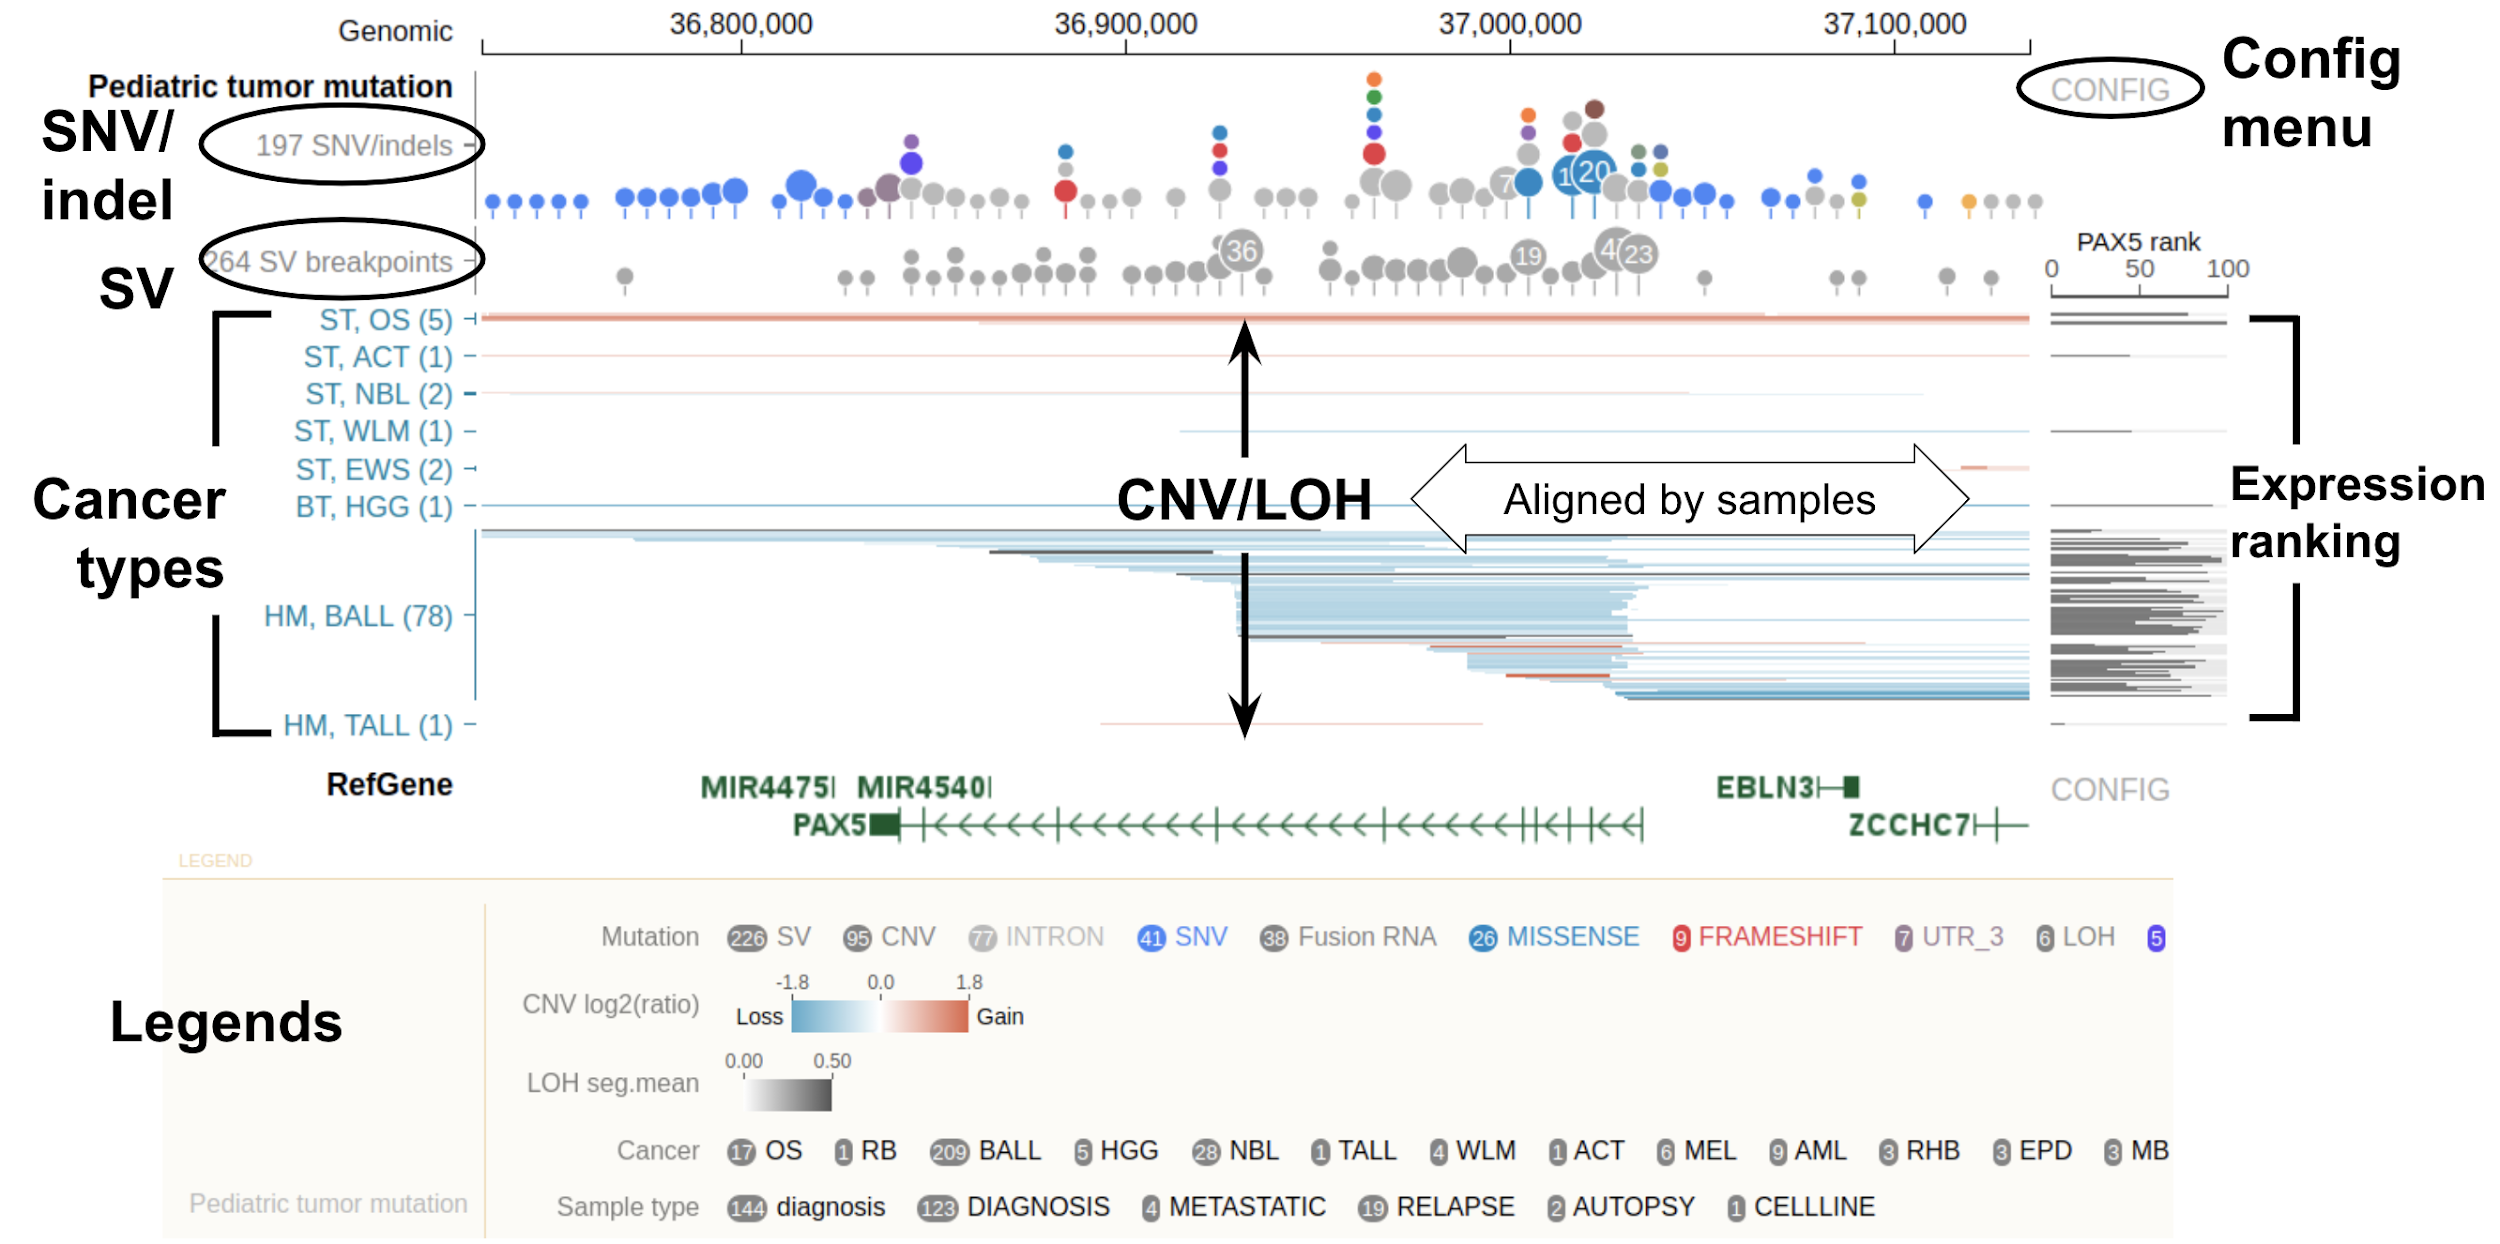 Genomic
36,800,000 36,900,000 37,000,000 37,100,000
Pediatric tumor mutation
CONFIG
Config
menu
SNV/
indel
197 SNV/indels
7 20
SV
264 SV breakpoints
36 19 23
PAX5 rank
0 50 100
ST, OS (5)
ST, ACT (1)
ST, NBL (2)
ST, WLM (1)
ST, EWS (2)
BT, HGG (1)
HM, BALL (78)
HM, TALL (1)
Cancer
types
CNV/LOH
Aligned by samples
Expression
ranking
RefGene
MIR4475 MIR4540 EBLN3
CONFIG
PAX5 ZCCHC7
LEGEND
Legends
Mutation 226 SV 95 CNV 77 INTRON 41 SNV 38 Fusion RNA 26 MISSENSE 9 FRAMESHIFT 7 UTR_3 6 LOH 5
-1.8 0.0 1.8
CNV log2(ratio) Loss Gain
0.00 0.50
LOH seg.mean
Cancer 17 OS 1 RB 209 BALL 5 HGG 28 NBL 1 TALL 4 WLM 1 ACT 6 MEL 9 AML 3 RHB 3 EPD 3 MB
Pediatric tumor mutation
Sample type 144 diagnosis 123 DIAGNOSIS 4 METASTATIC 19 RELAPSE 2 AUTOPSY 1 CELLLINE